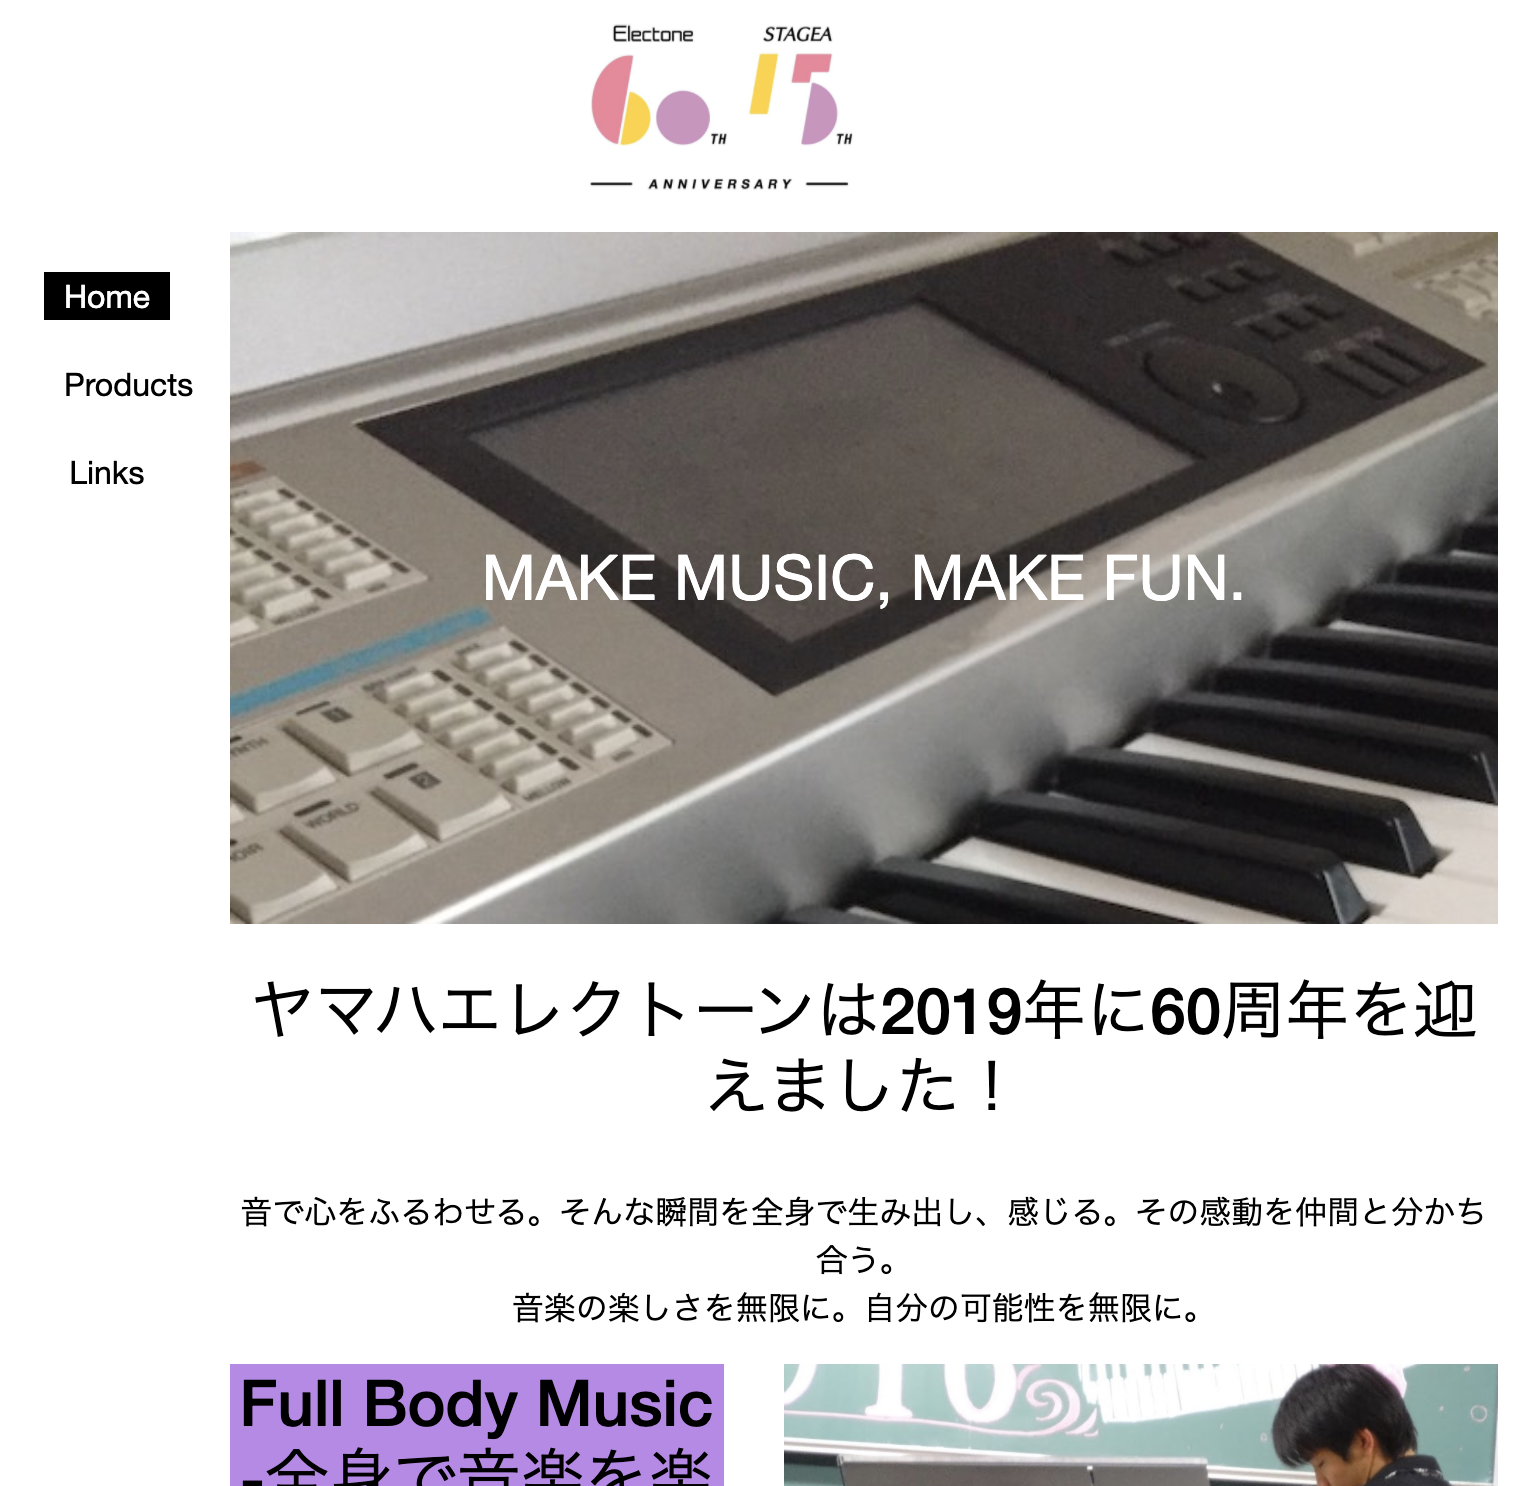 Electone STAGEA
60TH 15TH
ANNIVERSARY
Home
Products
Links
MAKE MUSIC, MAKE FUN.
WORLD
MELLOW
ヤマハエレクトーンは2019年に60周年を迎
えました！
音で心をふるわせる。そんな瞬間を全身で生み出し、感じる。その感動を仲間と分かち
合う。
音楽の楽しさを無限に。自分の可能性を無限に。
Full Body Music
-全身で音楽を楽